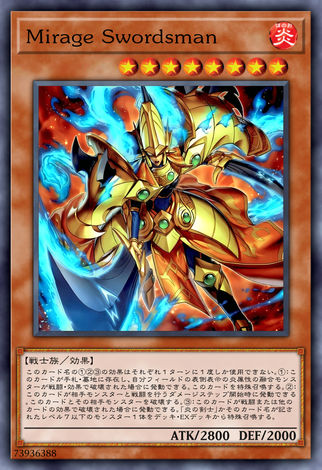 Mirage Swordsman
ほのお
炎
【戦士族／効果】
このカード名の①②③の効果はそれぞれ１ターンに１度しか使用できない。①：こ
のカードが手札・墓地に存在し、自分フィールドの表側表示の炎属性の融合モンス
ターが戦闘・効果で破壊された場合に発動できる。このカードを特殊召喚する。②：
このカードが相手モンスターと戦闘を行うダメージステップ開始時に発動でき
る。このカードとその相手モンスターを破壊する。③：このカードが戦闘または他のカ
ードの効果で破壊された場合に発動できる。「炎の剣士」かそのカード名が記さ
れたレベル７以下のモンスター１体をデッキ・EXデッキから特殊召喚する。
ATK/2800 DEF/2000
73936388